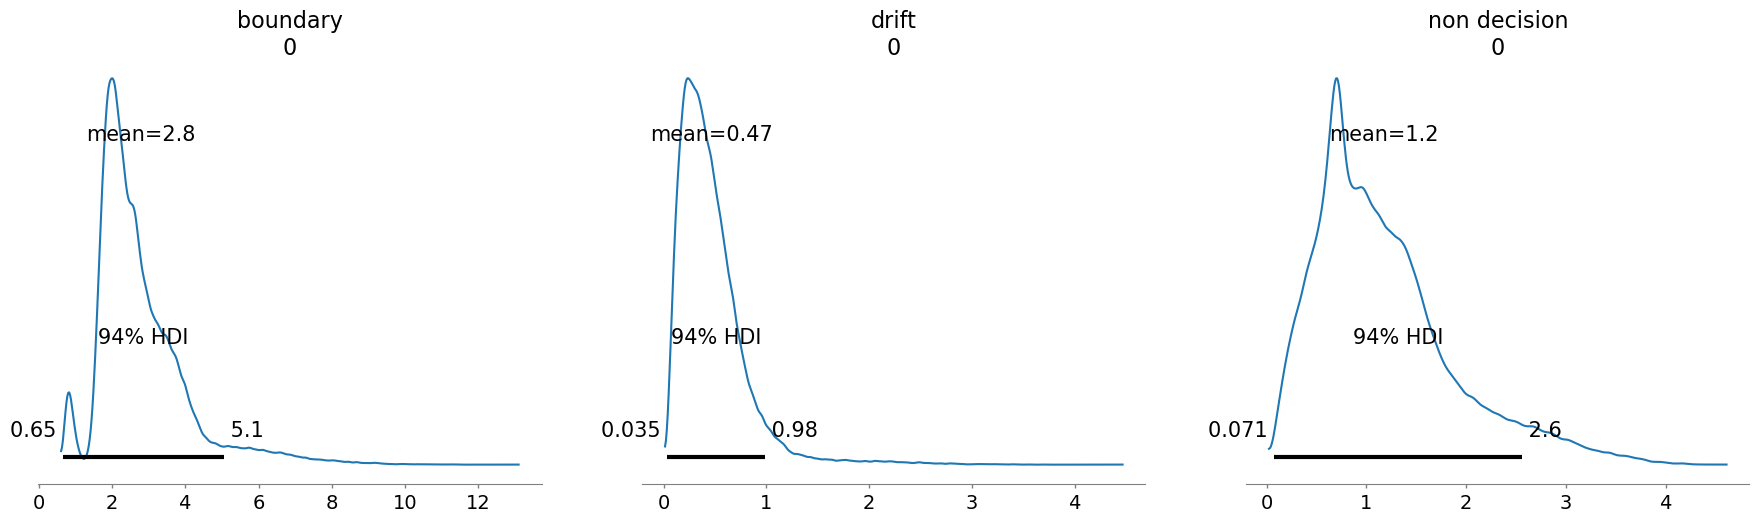 boundary
0
mean=2.8
94% HDI
0.65
5.1
0 2 4 6 8 10 12
drift
0
mean=0.47
94% HDI
0.035
0.98
0 1 2 3 4
non decision
0
mean=1.2
94% HDI
0.071
2.6
0 1 2 3 4